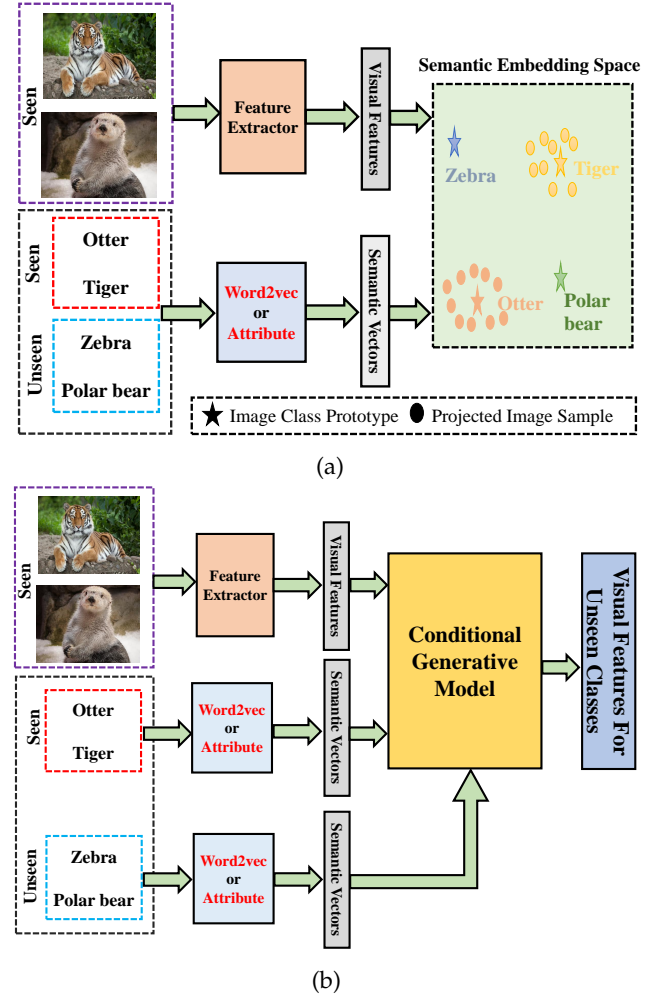 Seen
Feature
Extractor
Visual Features
Semantic Embedding Space
Zebra
Tiger
Otter
Polar
bear
Seen
Otter
Tiger
Unseen
Zebra
Polar bear
Word2vec
or
Attribute
Semantic Vectors
Image Class Prototype
Projected Image Sample
(a)
Seen
Feature
Extractor
Visual Features
Seen
Otter
Tiger
Word2vec
or
Attribute
Semantic Vectors
Conditional
Generative
Model
Visual Features For
Unseen Classes
Unseen
Zebra
Polar bear
Word2vec
or
Attribute
Semantic Vectors
(b)